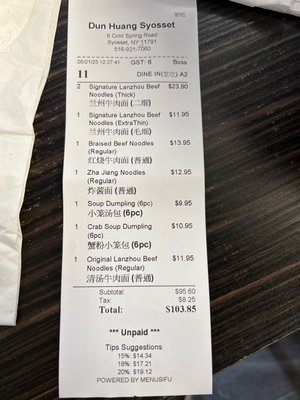 堂吃
Dun Huang Syosset
8 Cold Spring Road
Syosset, NY 11791
516-921-7060
05/21/23 12:27:41 GST: 6 Boss
11 DINE IN(堂吃) A2
2 Signature Lanzhou Beef $23.90
Noodles (Thick)
兰州牛肉面 (二细)
1 Signature Lanzhou Beef $11.95
Noodles (ExtraThin)
兰州牛肉面 (毛细)
1 Braised Beef Noodles $13.95
(Regular)
红烧牛肉面 (普通)
1 Zha Jiang Noodles $12.95
(Regular)
炸酱面 (普通)
1 Soup Dumpling (6pc) $9.95
小笼汤包 (6pc)
1 Crab Soup Dumpling $10.95
(6pc)
蟹粉小笼包 (6pc)
1 Original Lanzhou Beef $11.95
Noodles (Regular)
清汤牛肉面 (普通)
Subtotal: $95.60
Tax: $8.25
Total: $103.85
*** Unpaid ***
Tips Suggestions
15%: $14.34
18%: $17.21
20%: $19.12
POWERED BY MENUSIFU